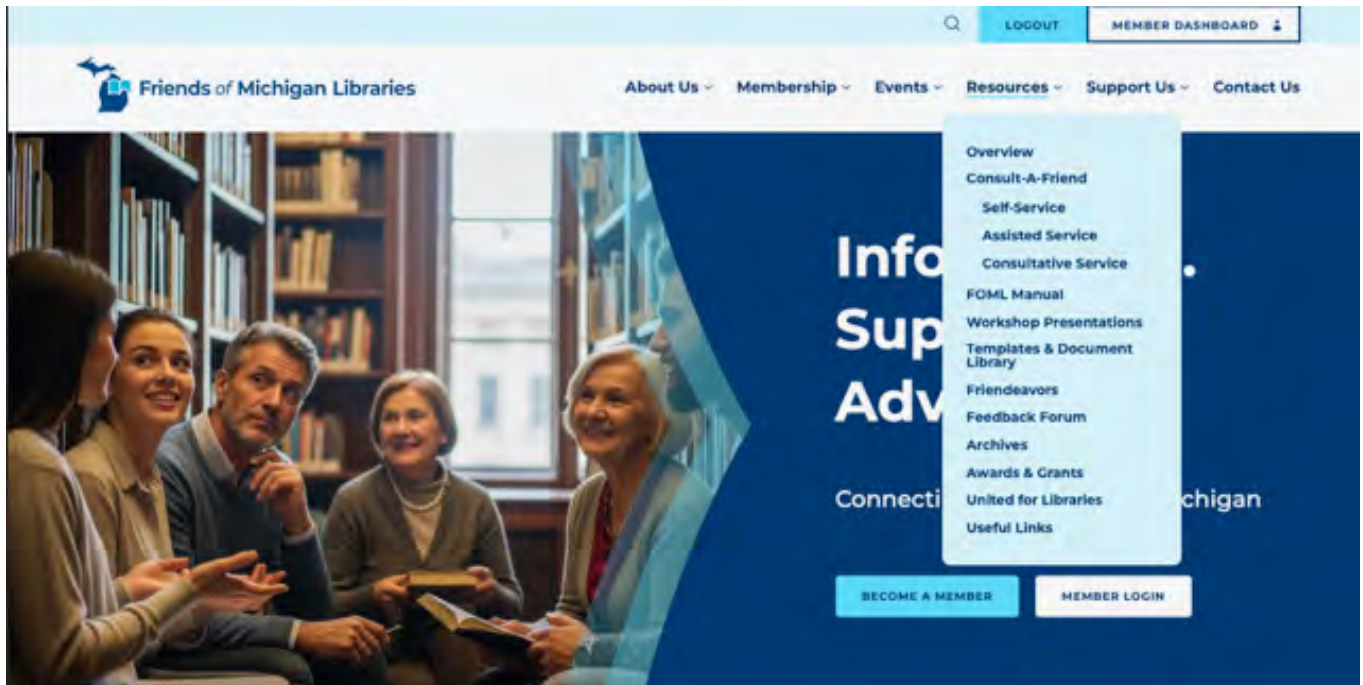 LOGOUT
MEMBER DASHBOARD
Friends of Michigan Libraries
About Us
Membership
Events
Resources
Support Us
Contact Us
Overview
Consult-A-Friend
Self-Service
Assisted Service
Consultative Service
FOML Manual
Workshop Presentations
Templates & Document
Library
Friendeavors
Feedback Forum
Archives
Awards & Grants
United for Libraries
Useful Links
Info .
Sup
Adv
Connecti chigan
BECOME A MEMBER
MEMBER LOGIN